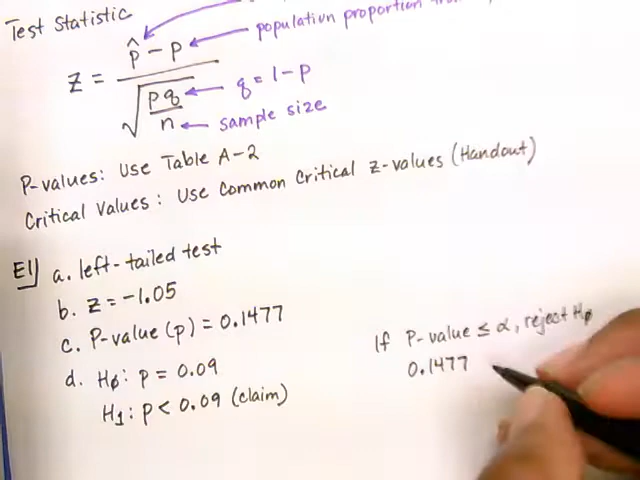 Test Statistic
population proportion
Z = p̂ - p / √(pq/n)
q = 1 - p
sample size
P-values: Use Table A-2
Critical Values: Use Common Critical Z-values (Handout)
E1) a. left-tailed test
b. Z = -1.05
c. P-value (p) = 0.1477
d. H0: p = 0.09
H1: p < 0.09 (claim)
If P-value ≤ α, reject H0
0.1477